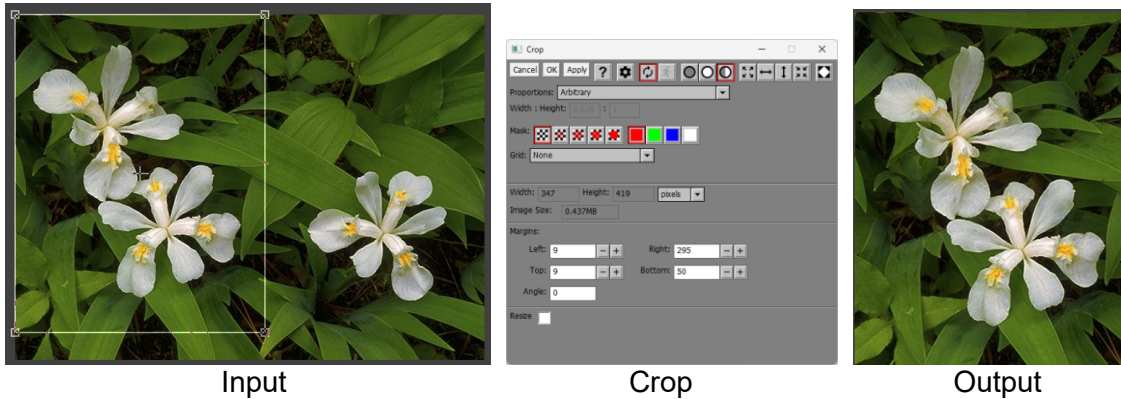 Crop
Cancel OK Apply ?
Proportions: Arbitrary
Width : Height: :
Mask:
Grid: None
Width: 347 Height: 419 pixels
Image Size: 0.437MB
Margins:
Left: 9 Right: 295
Top: 9 Bottom: 50
Angle: 0
Resize
Input Crop Output